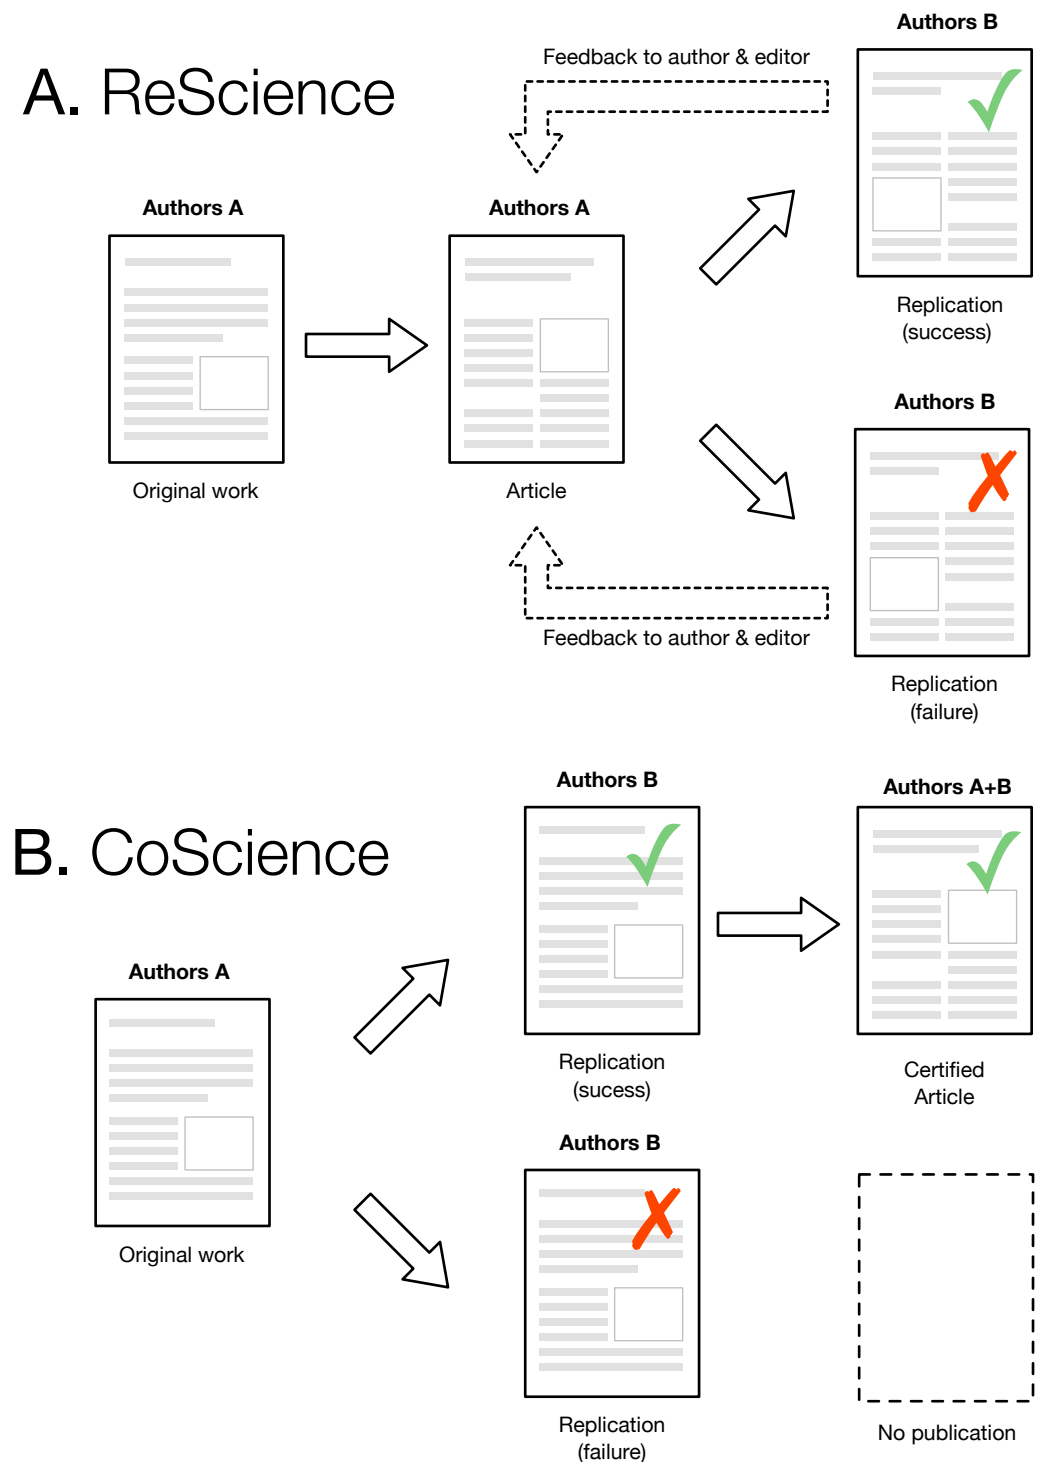 A. ReScience
Authors B
Feedback to author & editor
Authors A
Authors A
Replication
(success)
Authors B
Original work
Article
Feedback to author & editor
Replication
(failure)
B. CoScience
Authors B
Authors A+B
Authors A
Replication
(sucess)
Certified
Article
Authors B
Original work
Replication
(failure)
No publication